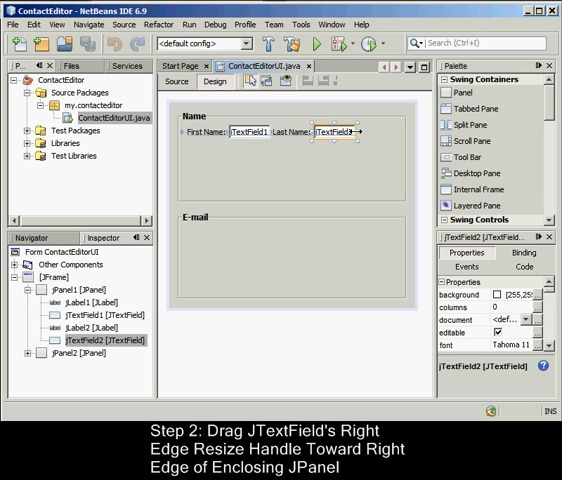 ContactEditor - NetBeans IDE 6.9
File Edit View Navigate Source Refactor Run Debug Profile Team Tools Window Help
<default config>
Search (Ctrl+I)
P...
Files
Services
ContactEditor
Source Packages
my.contacteditor
ContactEditorUI.java
Test Packages
Libraries
Test Libraries
Navigator
Inspector
Form ContactEditorUI
Other Components
[JFrame]
jPanel1 [JPanel]
jLabel1 [JLabel]
jTextField1 [JTextField]
jLabel2 [JLabel]
jTextField2 [JTextField]
jPanel2 [JPanel]
Start Page
ContactEditorUI.java
Source
Design
Name
First Name: jTextField1 Last Name: jTextField2
E-mail
Palette
Swing Containers
Panel
Tabbed Pane
Split Pane
Scroll Pane
Tool Bar
Desktop Pane
Internal Frame
Layered Pane
Swing Controls
jTextField2 [JTextField...
Properties
Binding
Events
Code
Properties
background [255,25...
columns 0
document <def...
editable
font Tahoma 11
jTextField2 [JTextField]
INS
Step 2: Drag JTextField's Right
Edge Resize Handle Toward Right
Edge of Enclosing JPanel